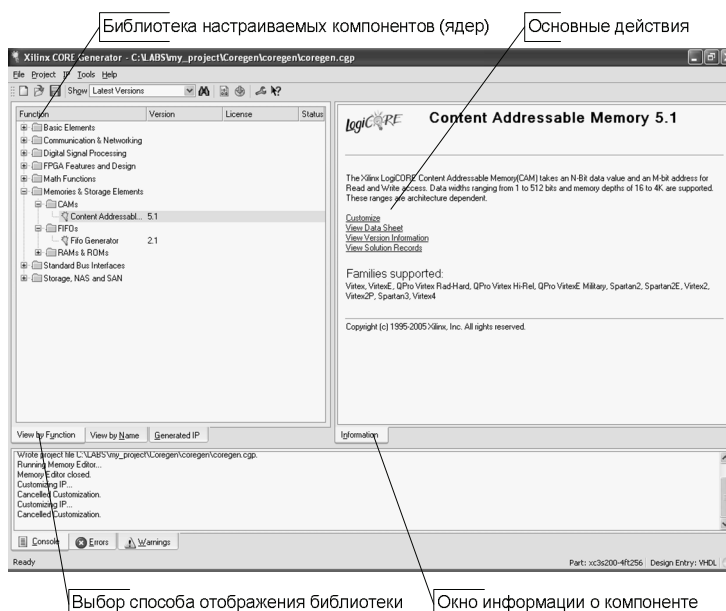 Библиотека настраиваемых компонентов (ядер)
Основные действия
Xilinx CORE Generator - C:\LABS\my_project\Coregen\coregen\coregen.cgp
File Project IP Tools Help
Show Latest Versions
Function Version License Status
Basic Elements
Communication & Networking
Digital Signal Processing
FPGA Features and Design
Math Functions
Memories & Storage Elements
CAMs
Content Addressabl... 5.1
FIFOs
Fifo Generator 2.1
RAMs & ROMs
Standard Bus Interfaces
Storage, NAS and SAN
View by Function View by Name Generated IP
logiCORE
Content Addressable Memory 5.1
The Xilinx LogiCORE Content Addressable Memory(CAM) takes an N-Bit data value and an M-bit address for
Read and Write access. Data widths ranging from 1 to 512 bits and memory depths of 16 to 4K are supported.
These ranges are architecture dependent.
Customize
View Data Sheet
View Version Information
View Solution Records
Families supported:
Virtex, VirtexE, QPro Virtex Rad-Hard, QPro Virtex Hi-Rel, QPro VirtexE Military, Spartan2, Spartan2E, Virtex2,
Virtex2P, Spartan3, Virtex4
Copyright (c) 1995-2005 Xilinx, Inc. All rights reserved.
Information
Wrote project file C:\LABS\my_project\Coregen\coregen\coregen.cgp.
Running Memory Editor...
Memory Editor closed.
Customizing IP...
Cancelled Customization.
Customizing IP...
Cancelled Customization.
Console Errors Warnings
Ready
Part: xc3s200-4ft256 Design Entry: VHDL
Выбор способа отображения библиотеки
Окно информации о компоненте